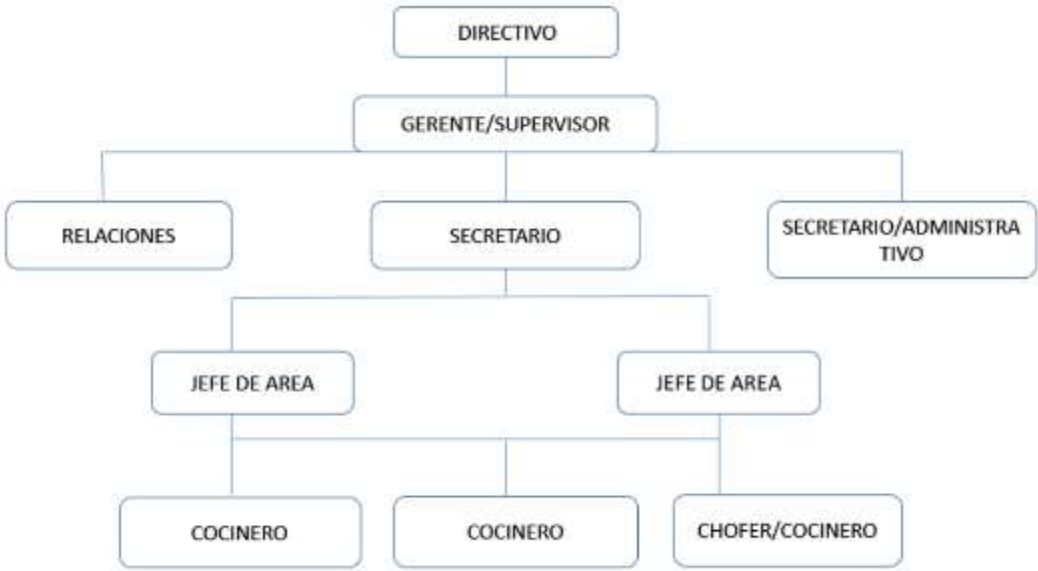 DIRECTIVO
GERENTE/SUPERVISOR
RELACIONES
SECRETARIO
SECRETARIO/ADMINISTRA
TIVO
JEFE DE AREA
JEFE DE AREA
COCINERO
COCINERO
CHOFER/COCINERO